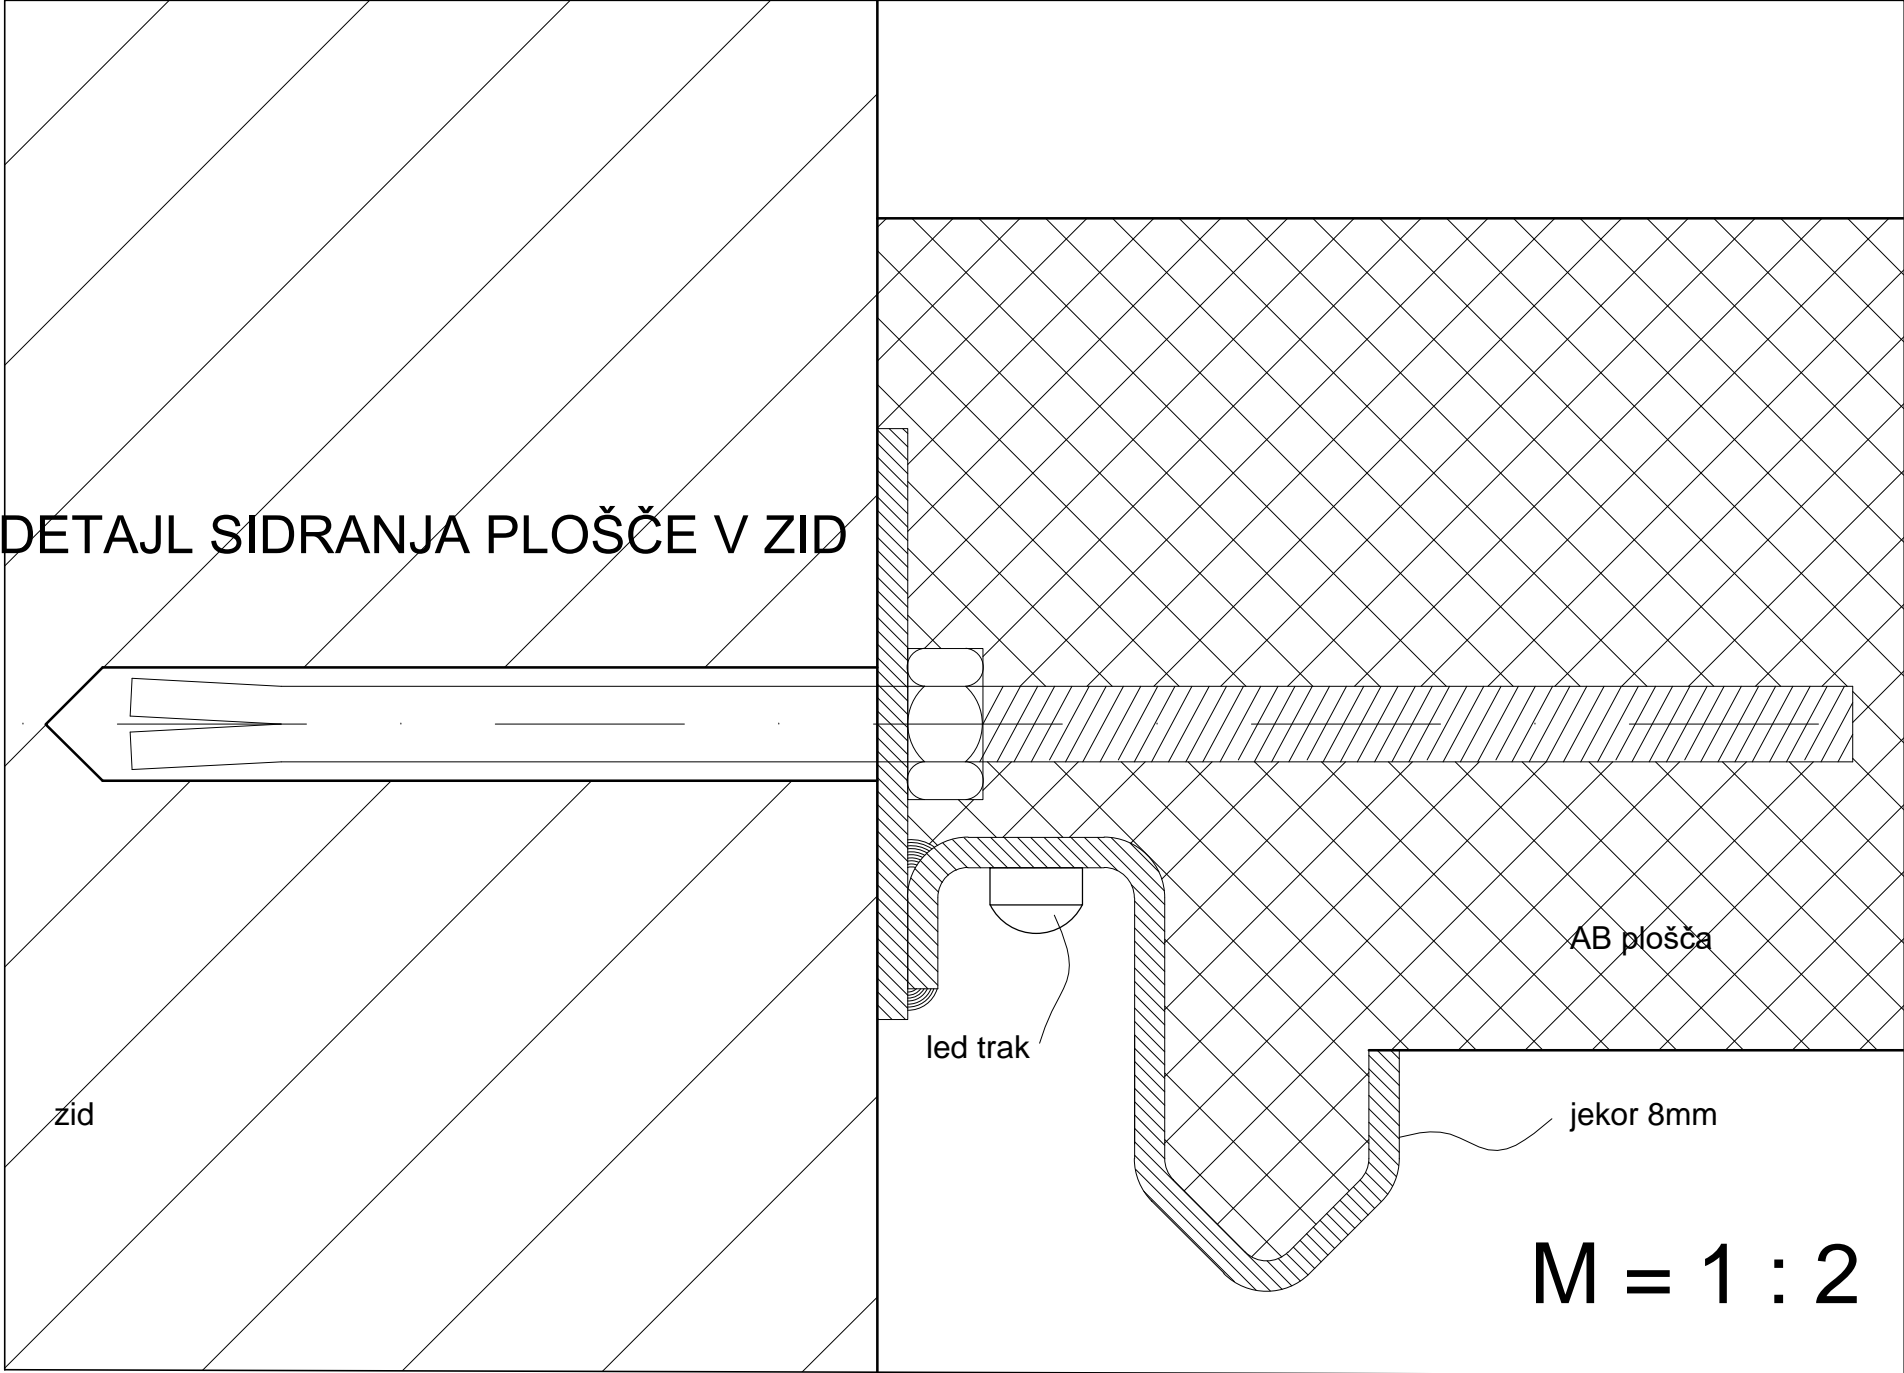 DETAJL SIDRANJA PLOŠČE V ZID
AB plošča
led trak
zid
jekor 8mm
M = 1 : 2